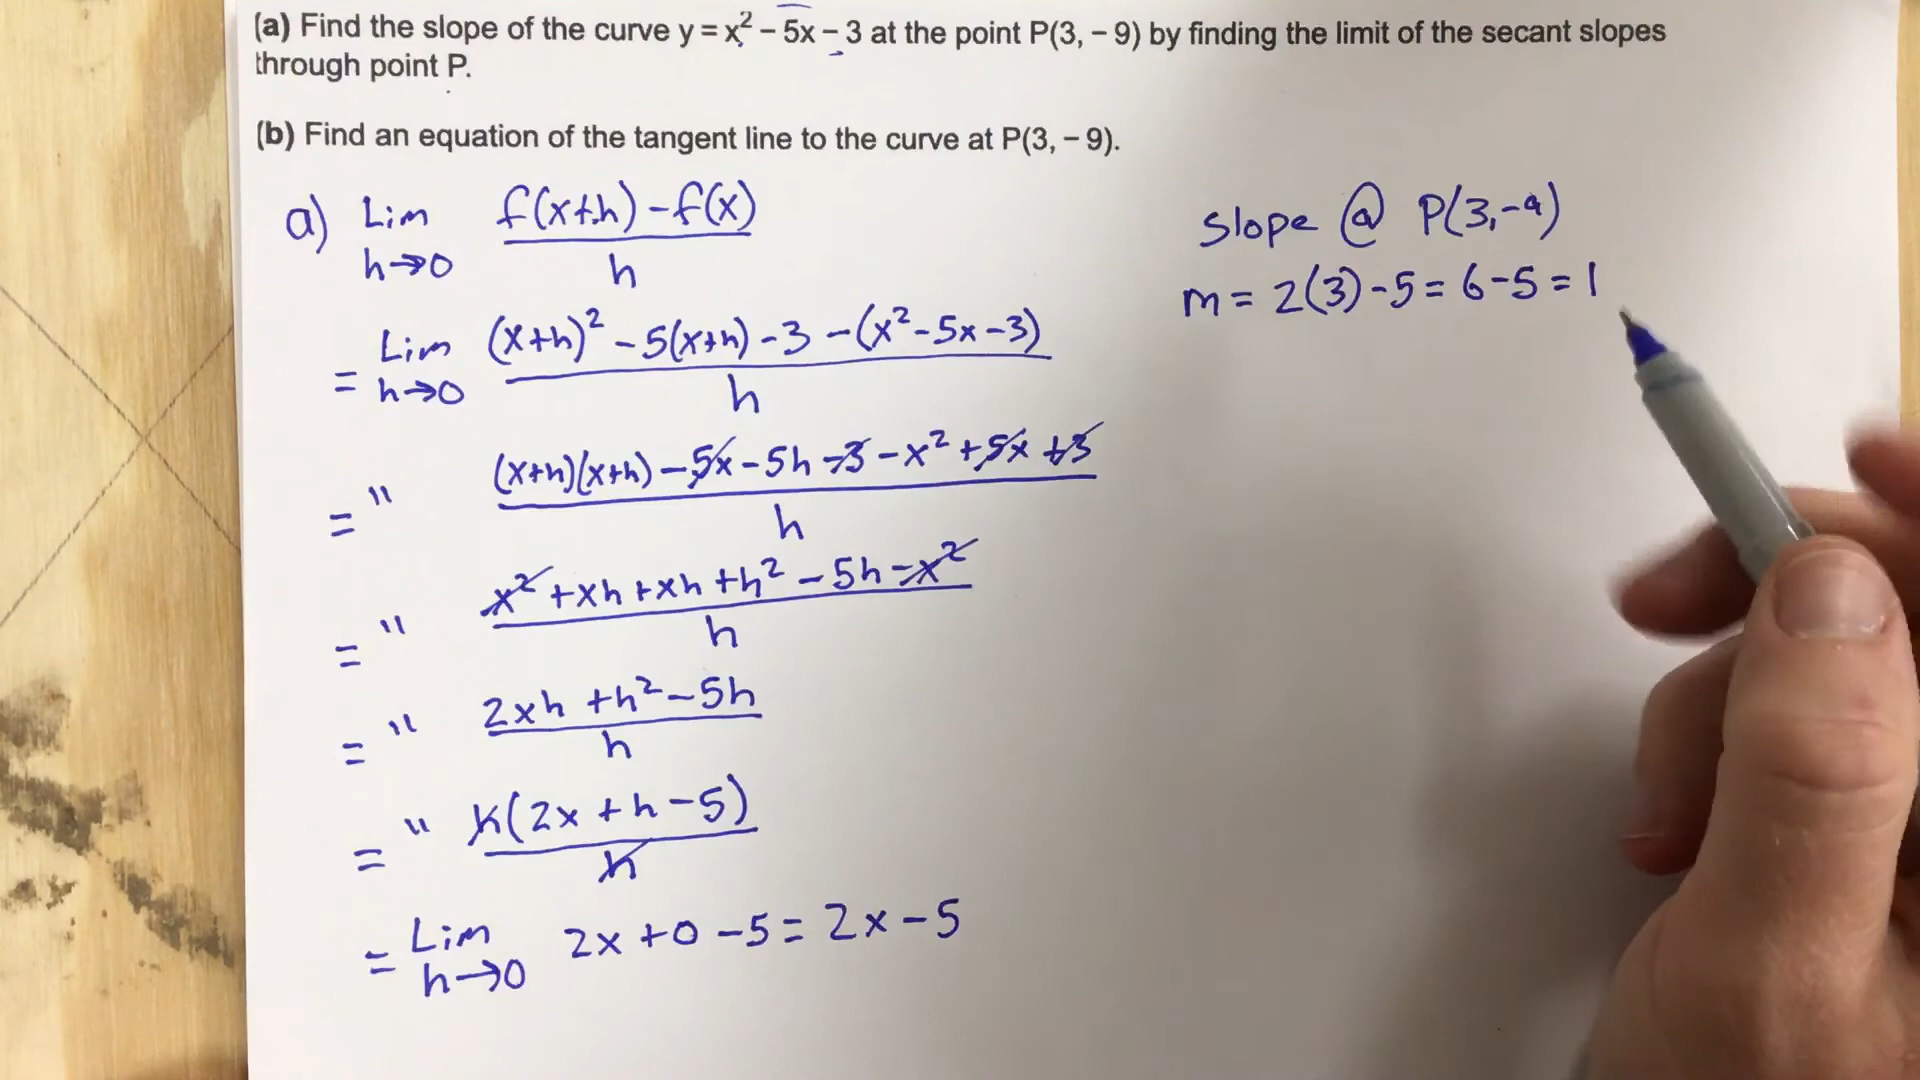 (a) Find the slope of the curve y = x² − 5x − 3 at the point P(3, − 9) by finding the limit of the secant slopes
through point P.
(b) Find an equation of the tangent line to the curve at P(3, − 9).
a) Lim h→0 f(x+h) - f(x) / h
= Lim h→0 (x+h)² - 5(x+h) - 3 - (x² - 5x - 3) / h
= " (x+h)(x+h) - 5x - 5h - 3 - x² + 5x + 3 / h
= " x² + xh + xh + h² - 5h - x² / h
= " 2xh + h² - 5h / h
= " h(2x + h - 5) / h
= Lim h→0 2x + 0 - 5 = 2x - 5
Slope @ P(3, -9)
m = 2(3) - 5 = 6 - 5 = 1